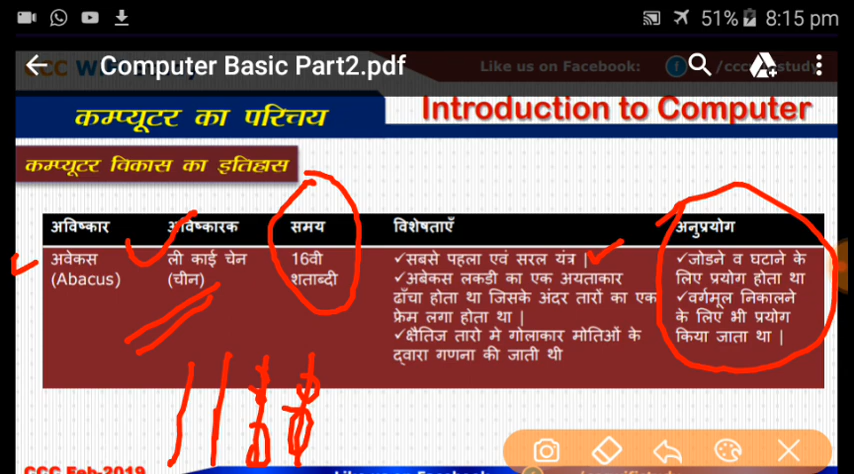 51% 8:15 pm
Computer Basic Part2.pdf
Like us on Facebook:
कम्प्यूटर का परिचय
Introduction to Computer
कम्प्यूटर विकास का इतिहास
अविष्कार अविष्कारक समय विशेषताएँ अनुप्रयोग
अवेकस ली काई चेन 16वी ✓सबसे पहला एवं सरल यंत्र | ✓जोडने व घटाने के
(Abacus) (चीन) शताब्दी ✓अबेकस लकडी का एक अयताकार लिए प्रयोग होता था
ढाँचा होता था जिसके अंदर तारों का एक ✓वर्गमूल निकालने
फ्रेम लगा होता था | के लिए भी प्रयोग
✓क्षैतिज तारो मे गोलाकार मोतिओं के किया जाता था |
द्वारा गणना की जाती थी
CCC Feb-2019